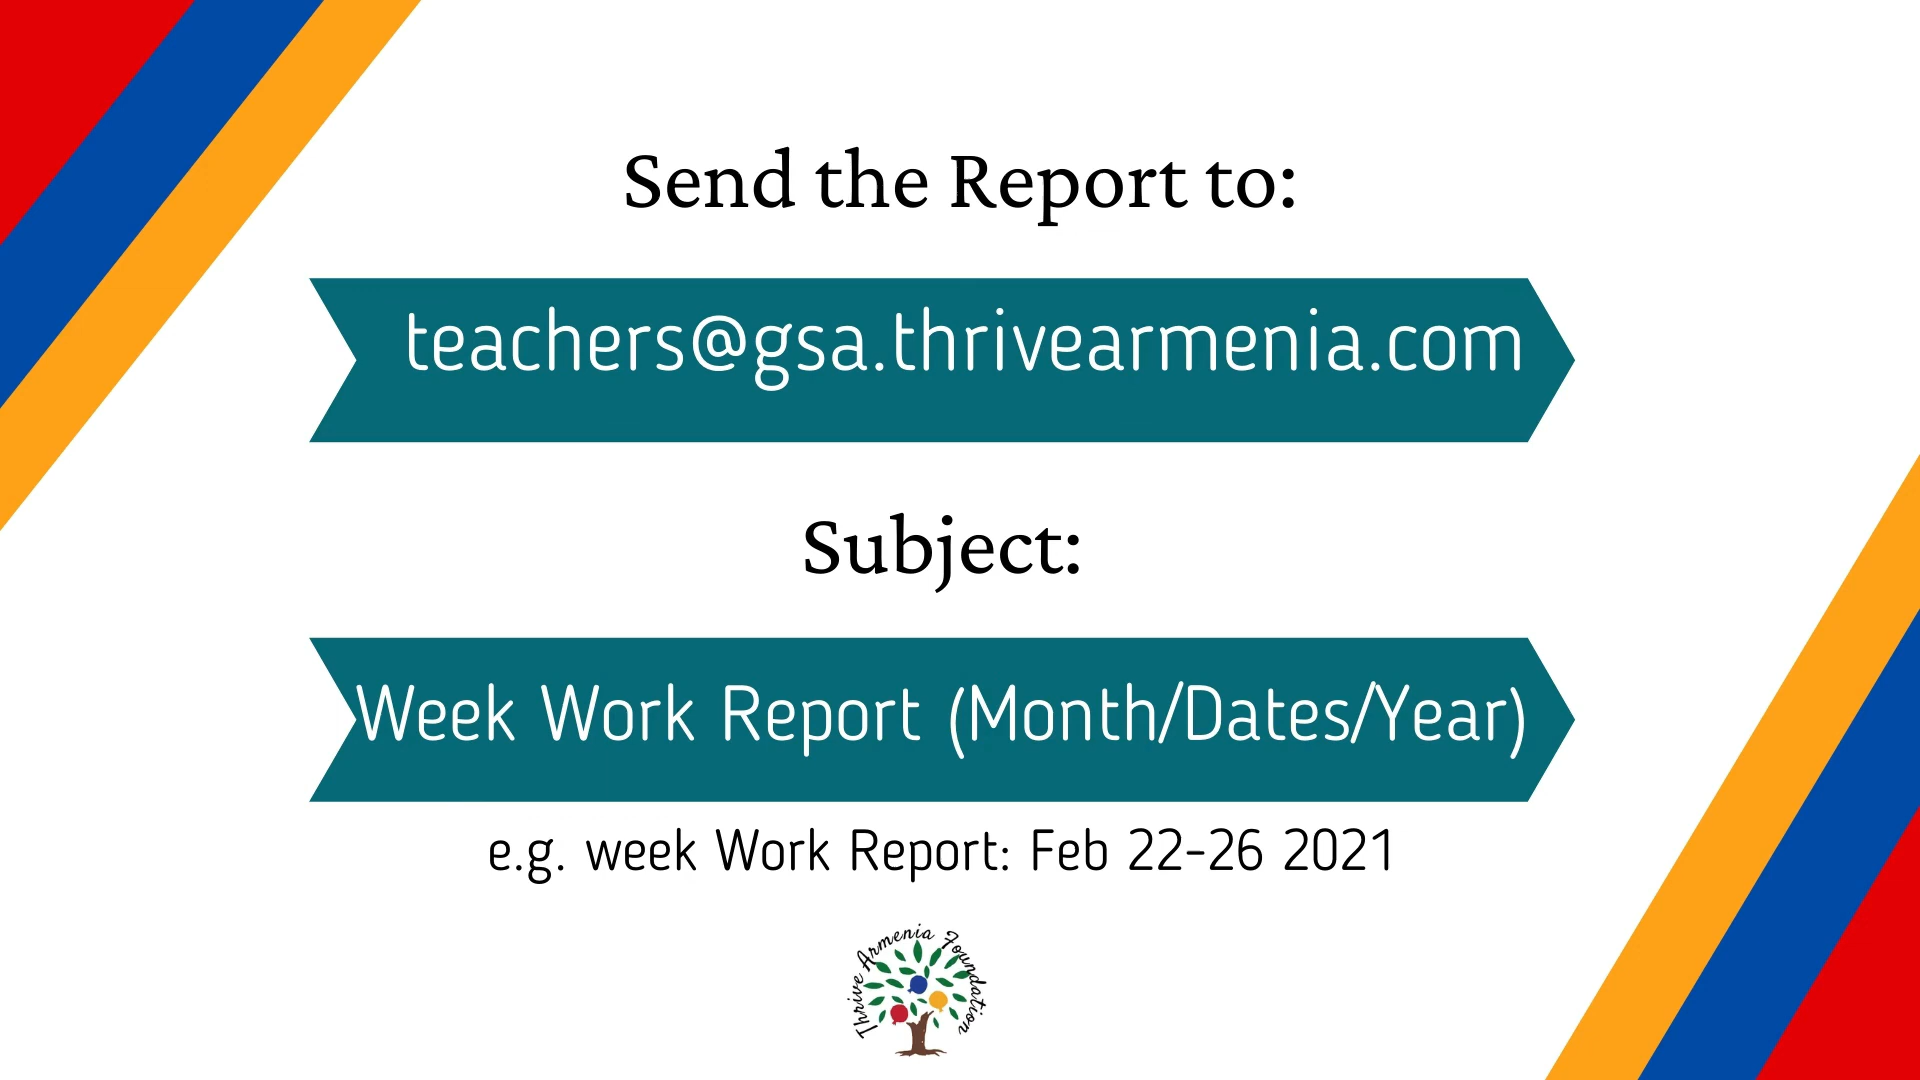 Send the Report to:
teachers@gsa.thrivearmenia.com
Subject:
Week Work Report (Month/Dates/Year)
e.g. week Work Report: Feb 22-26 2021
Thrive Armenia Foundation